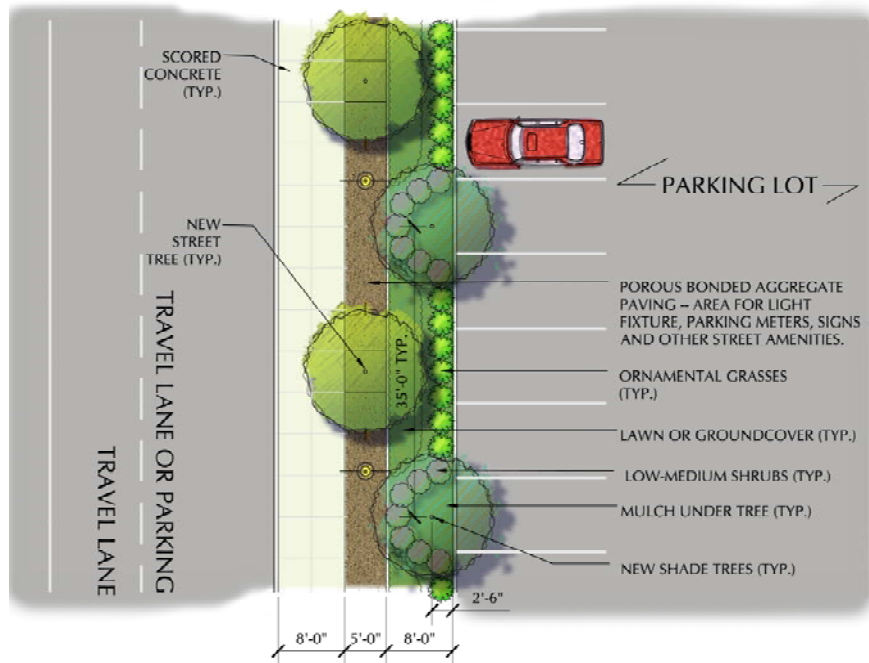 SCORED
CONCRETE
(TYP.)
PARKING LOT
NEW
STREET
TREE (TYP.)
POROUS BONDED AGGREGATE
PAVING – AREA FOR LIGHT
FIXTURE, PARKING METERS, SIGNS
AND OTHER STREET AMENITIES.
TRAVEL LANE OR PARKING
35'-0" TYP.
ORNAMENTAL GRASSES
(TYP.)
LAWN OR GROUNDCOVER (TYP.)
TRAVEL LANE
LOW-MEDIUM SHRUBS (TYP.)
MULCH UNDER TREE (TYP.)
NEW SHADE TREES (TYP.)
2'-6"
8'-0" 5'-0" 8'-0"